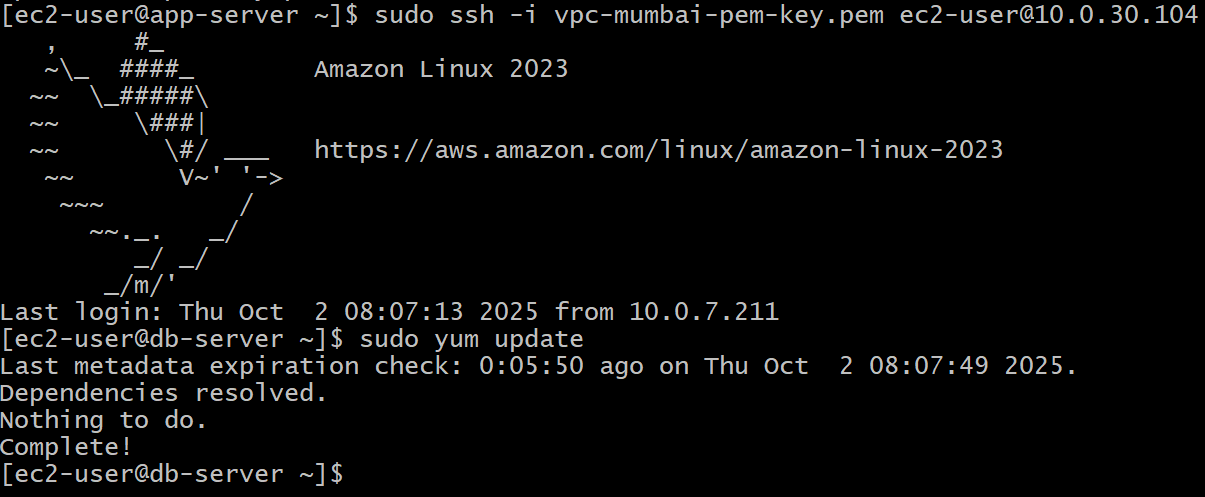 [ec2-user@app-server ~]$ sudo ssh -i vpc-mumbai-pem-key.pem ec2-user@10.0.30.104
   ,     #_
   ~\_  ####_        Amazon Linux 2023
  ~~  \_#####\
  ~~     \###|
  ~~       \#/ ___   https://aws.amazon.com/linux/amazon-linux-2023
   ~~       V~' '->
    ~~~         /
      ~~._.   _/
         _/ _/
       _/m/'
Last login: Thu Oct  2 08:07:13 2025 from 10.0.7.211
[ec2-user@db-server ~]$ sudo yum update
Last metadata expiration check: 0:05:50 ago on Thu Oct  2 08:07:49 2025.
Dependencies resolved.
Nothing to do.
Complete!
[ec2-user@db-server ~]$